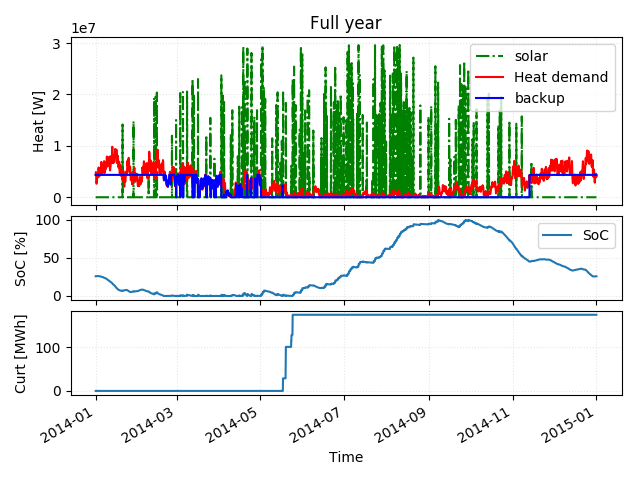 Full year
1e7
3
2
1
0
Heat [W]
solar
Heat demand
backup
100
50
0
SoC [%]
SoC
100
0
Curt [MWh]
2014-01
2014-03
2014-05
2014-07
2014-09
2014-11
2015-01
Time